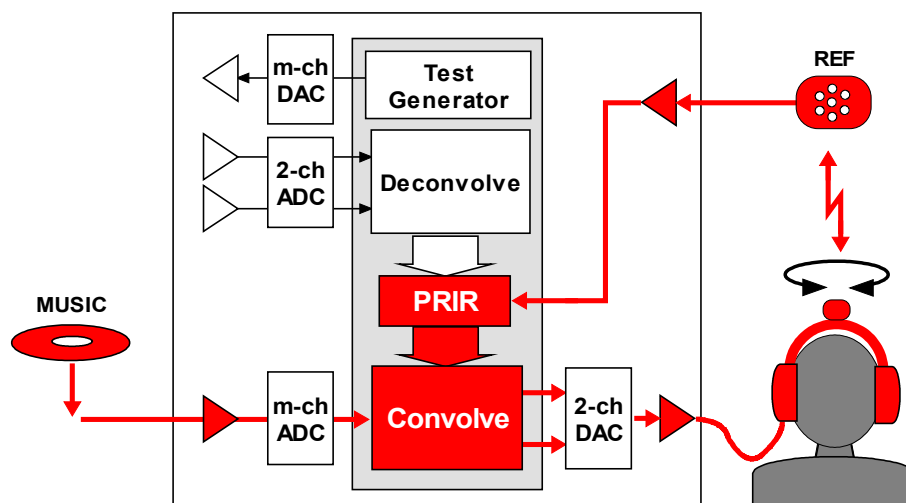 m-ch
DAC
Test
Generator
REF
2-ch
ADC
Deconvolve
PRIR
MUSIC
m-ch
ADC
Convolve
2-ch
DAC